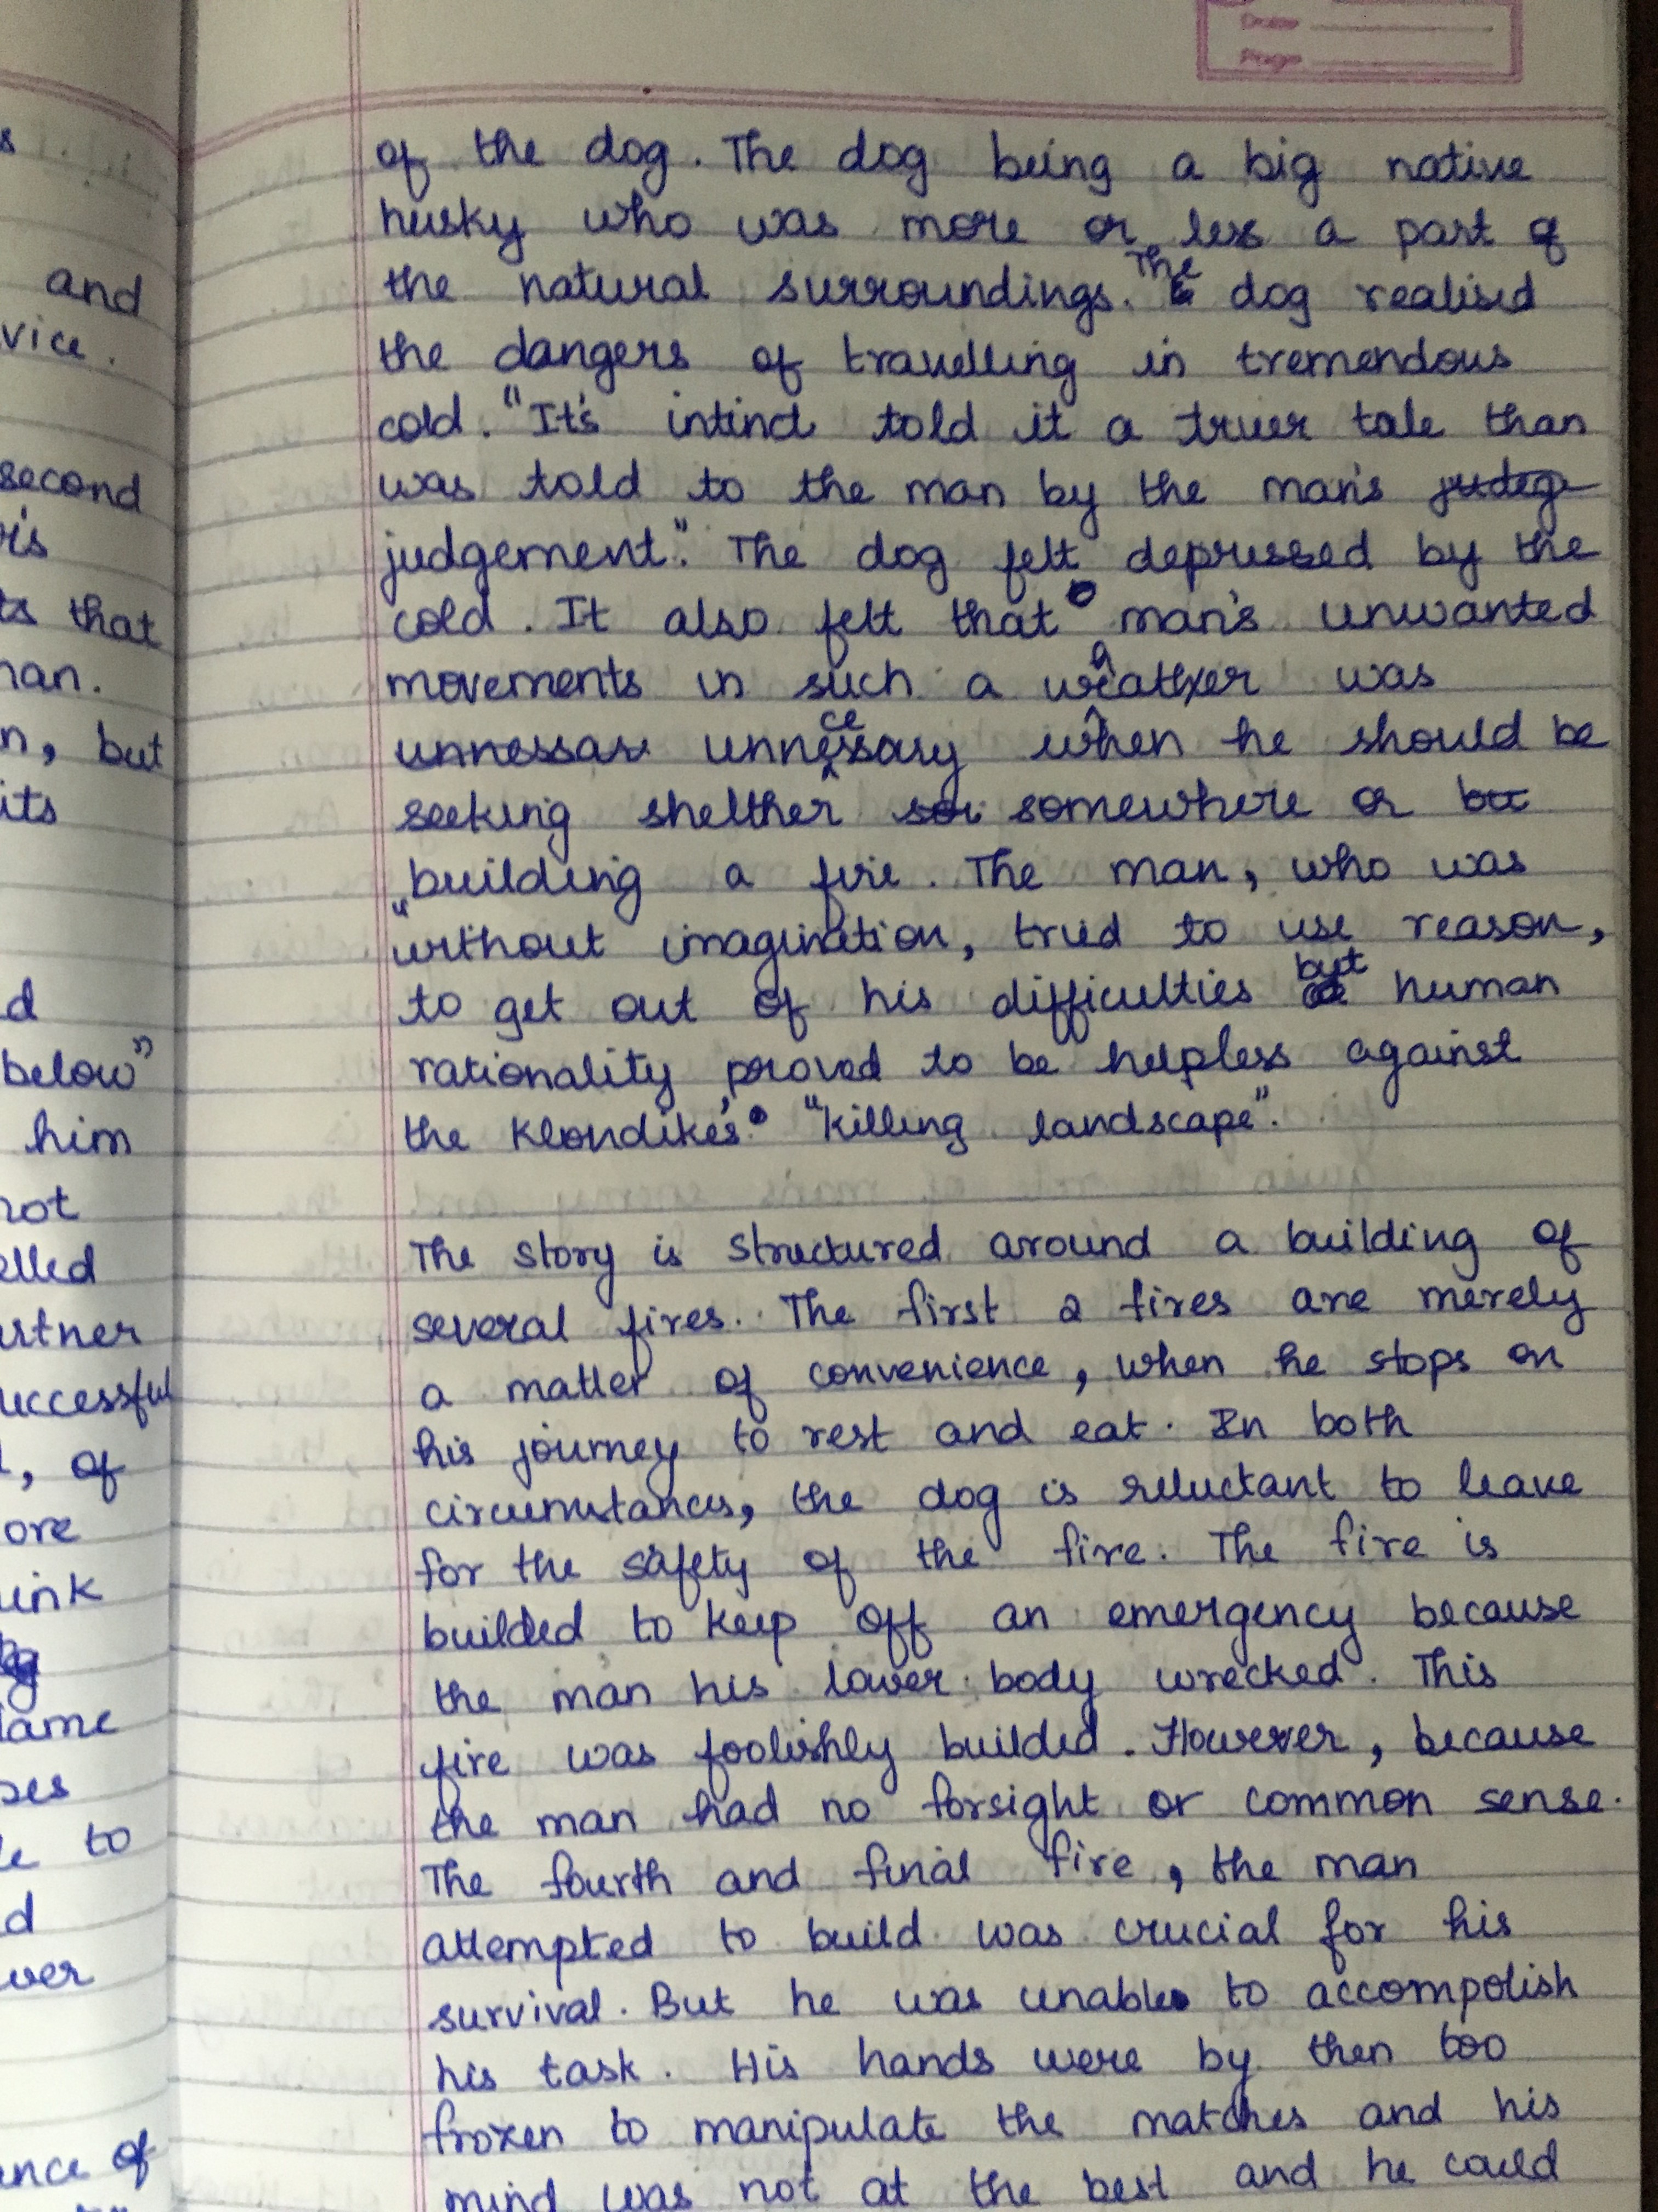 Date
Page
s
and
vice.
second
r's
ts that
man.
n, but
its
d
below"
him
not
elled
artner
uccessful
, of
ore
ink
lame
oes
le to
d
ver
ance of
of the dog. The dog being a big native
husky who was more or less a part of
the natural surroundings. The dog realised
the dangers of travelling in tremendous
cold. "It's intinct told it a truer tale than
was told to the man by the man's judeg
judgement". The dog felt depressed by the
cold. It also felt that man's unwanted
movements in such a weather was
unnessar unnecessary when he should be
seeking shelther soi somewhere or
building a fire. The man, who was
"without imagination, tried to use reason,
to get out of his difficulties but human
rationality, proved to be helpless against
the Klondike's "killing landscape".
The story is structured around a building of
several fires. The first 2 fires are merely
a matter of convenience, when he stops on
his journey to rest and eat. In both
circumstances, the dog is reluctant to leave
for the safety of the fire. The fire is
builded to keep off an emergency because
the man his lower body wrecked. This
fire was foolishly builded. However, because
the man had no forsight or common sense.
The fourth and final fire, the man
attempted to build was crucial for his
survival. But he was unable to accompolish
his task. His hands were by then too
frozen to manipulate the matches and his
mind was not at the best and he could